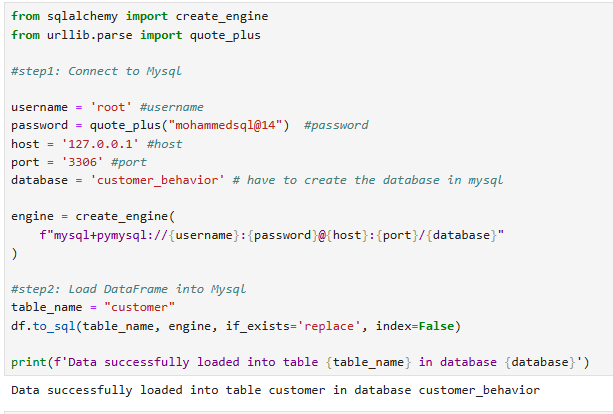 from sqlalchemy import create_engine
from urllib.parse import quote_plus
#step1: Connect to Mysql
username = 'root' #username
password = quote_plus("mohammedsql@14")  #password
host = '127.0.0.1' #host
port = '3306' #port
database = 'customer_behavior' # have to create the database in mysql
engine = create_engine(
    f"mysql+pymysql://{username}:{password}@{host}:{port}/{database}"
)
#step2: Load DataFrame into Mysql
table_name = "customer"
df.to_sql(table_name, engine, if_exists='replace', index=False)
print(f'Data successfully loaded into table {table_name} in database {database}')
Data successfully loaded into table customer in database customer_behavior